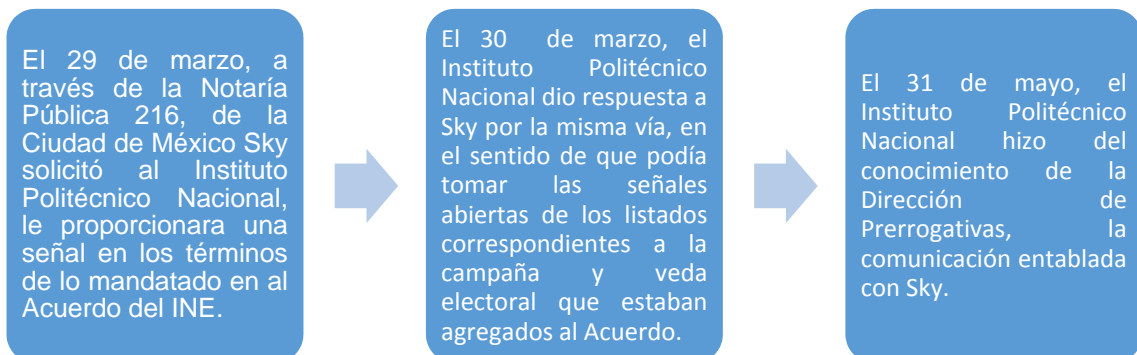 El 29 de marzo, a
través de la Notaría
Pública 216, de la
Ciudad de México Sky
solicitó al Instituto
Politécnico Nacional,
le proporcionara una
señal en los términos
de lo mandatado en al
Acuerdo del INE.
El 30 de marzo, el
Instituto Politécnico
Nacional dio respuesta a
Sky por la misma vía, en
el sentido de que podía
tomar las señales
abiertas de los listados
correspondientes a la
campaña y veda
electoral que estaban
agregados al Acuerdo.
El 31 de mayo, el
Instituto Politécnico
Nacional hizo del
conocimiento de la
Dirección de
Prerrogativas, la
comunicación entablada
con Sky.